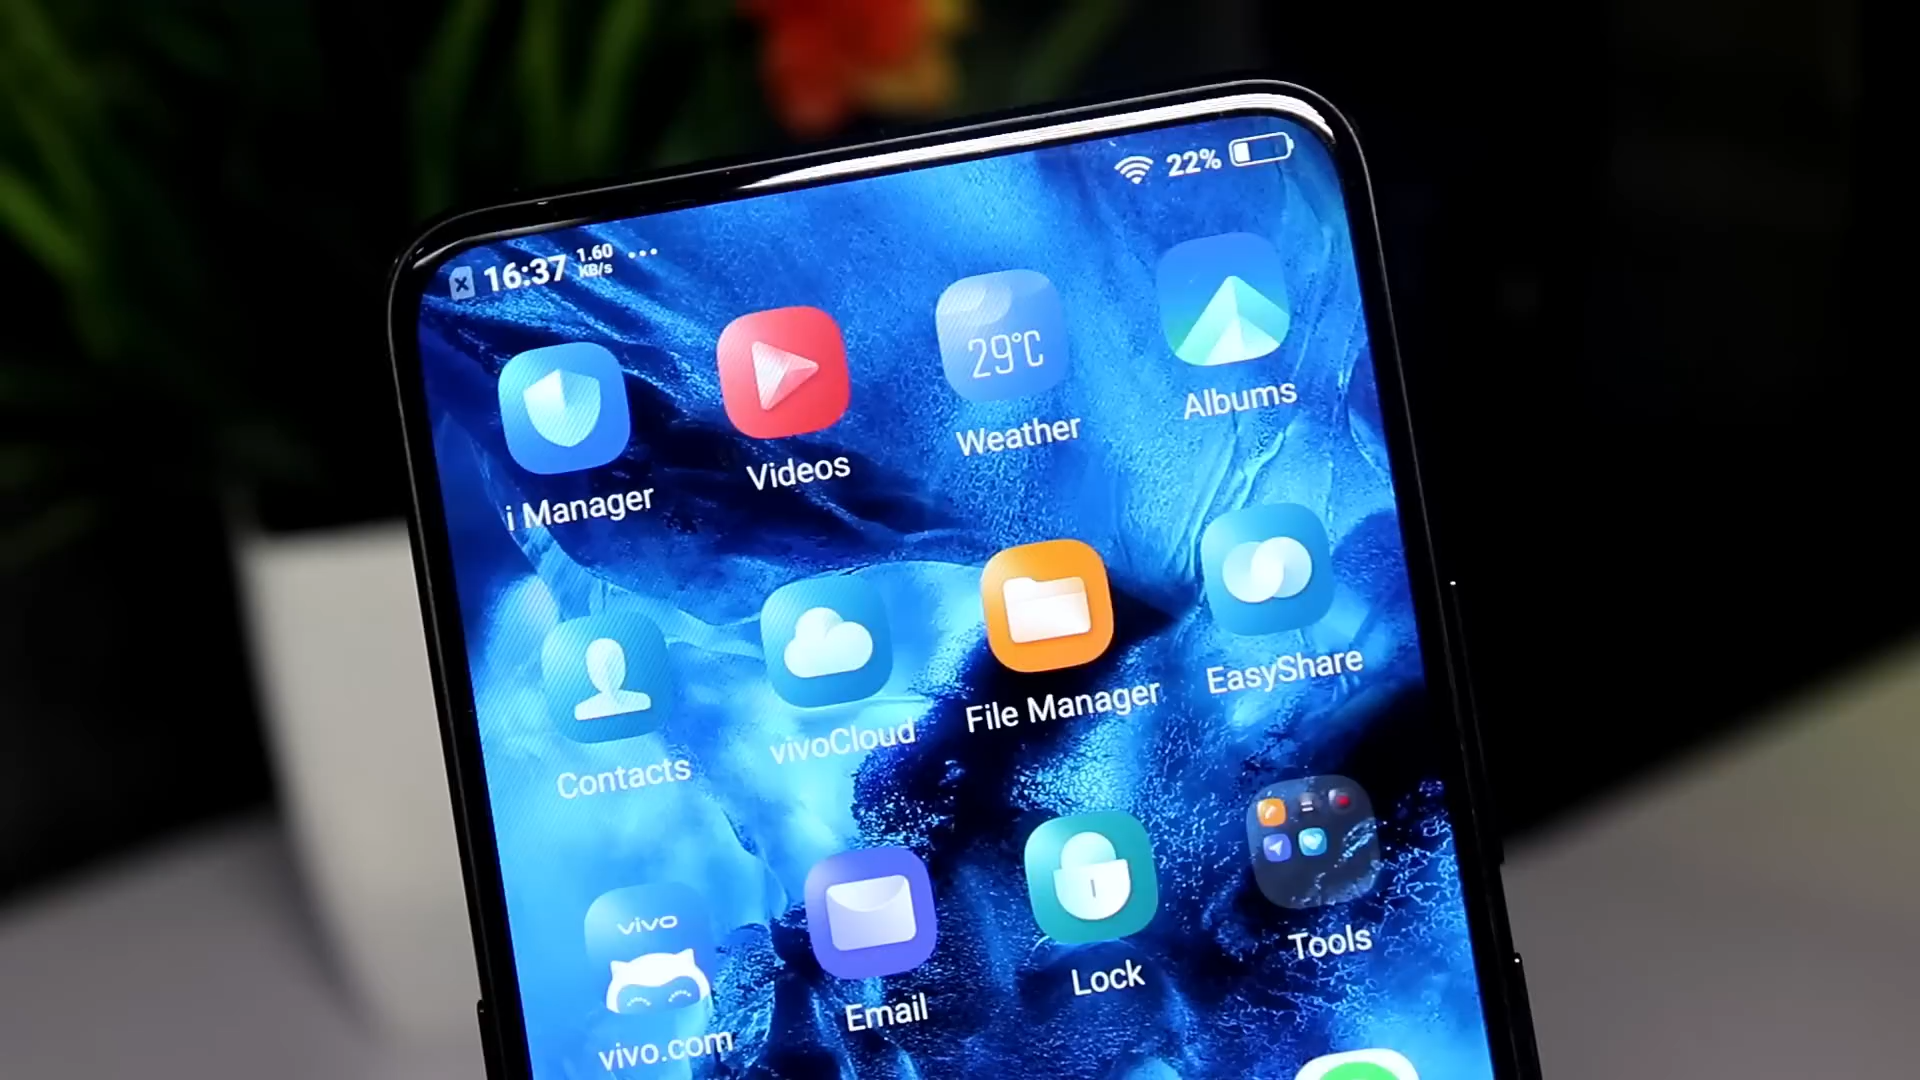 16:37 1.60 KB/s ...
22%
29°C
i Manager
Videos
Weather
Albums
Contacts
vivoCloud
File Manager
EasyShare
vivo
vivo.com
Email
Lock
Tools